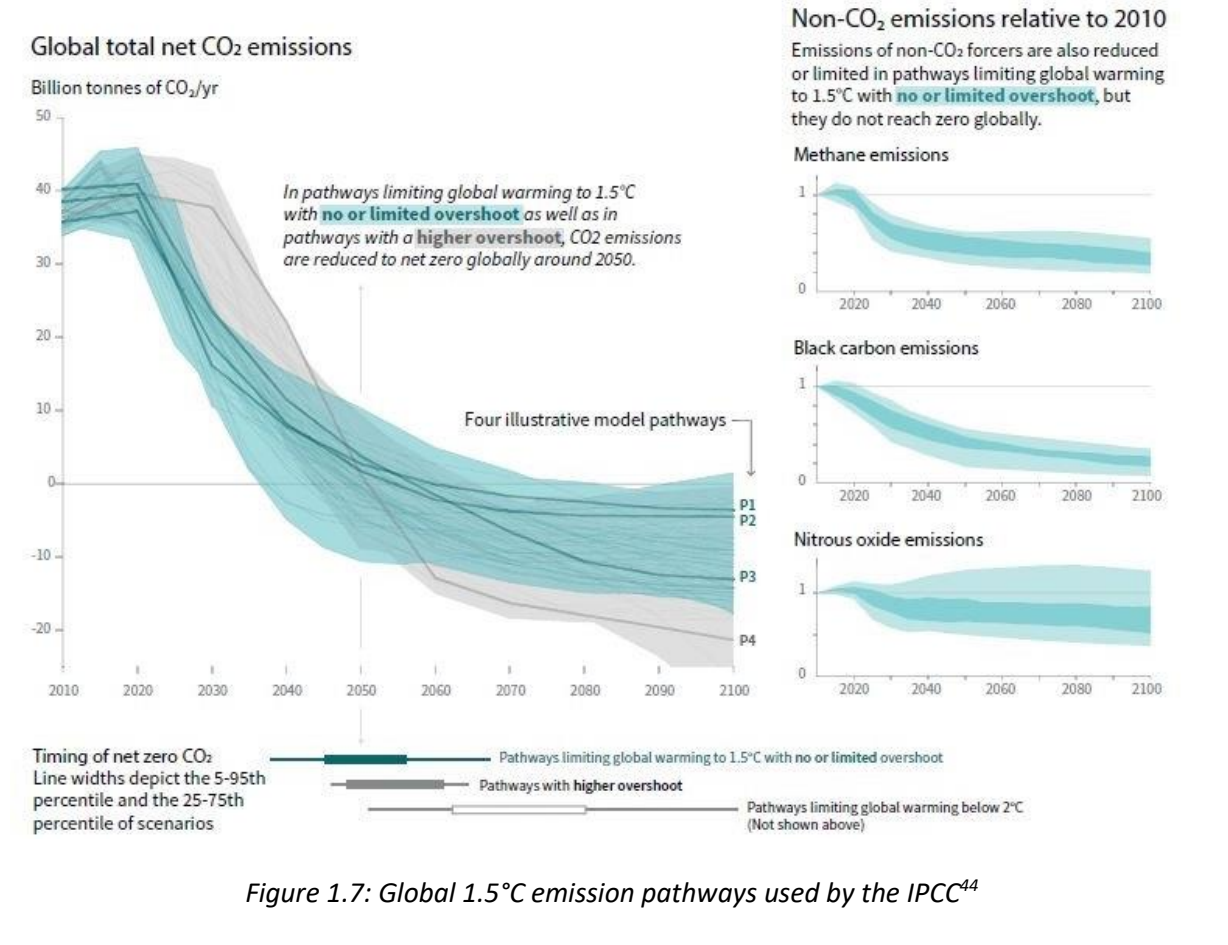 Global total net CO₂ emissions
Billion tonnes of CO₂/yr
50
40
30
20
10
0
-10
-20
2010 2020 2030 2040 2050 2060 2070 2080 2090 2100
In pathways limiting global warming to 1.5°C
with no or limited overshoot as well as in
pathways with a higher overshoot, CO2 emissions
are reduced to net zero globally around 2050.
Four illustrative model pathways
P1
P2
P3
P4
Non-CO₂ emissions relative to 2010
Emissions of non-CO₂ forcers are also reduced
or limited in pathways limiting global warming
to 1.5°C with no or limited overshoot, but
they do not reach zero globally.
Methane emissions
1
0
2020 2040 2060 2080 2100
Black carbon emissions
1
0
2020 2040 2060 2080 2100
Nitrous oxide emissions
1
0
2020 2040 2060 2080 2100
Timing of net zero CO₂
Line widths depict the 5-95th
percentile and the 25-75th
percentile of scenarios
Pathways limiting global warming to 1.5°C with no or limited overshoot
Pathways with higher overshoot
Pathways limiting global warming below 2°C
(Not shown above)
Figure 1.7: Global 1.5°C emission pathways used by the IPCC⁴⁴